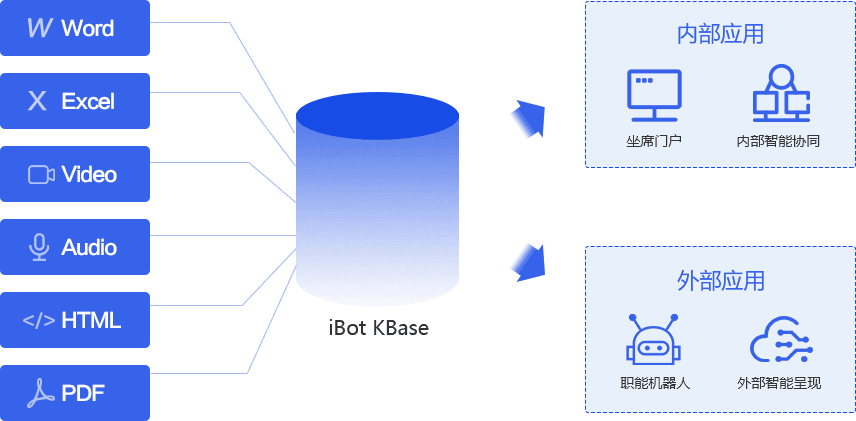 Word
Excel
Video
Audio
HTML
PDF
iBot KBase
内部应用
坐席门户
内部智能协同
外部应用
职能机器人
外部智能呈现